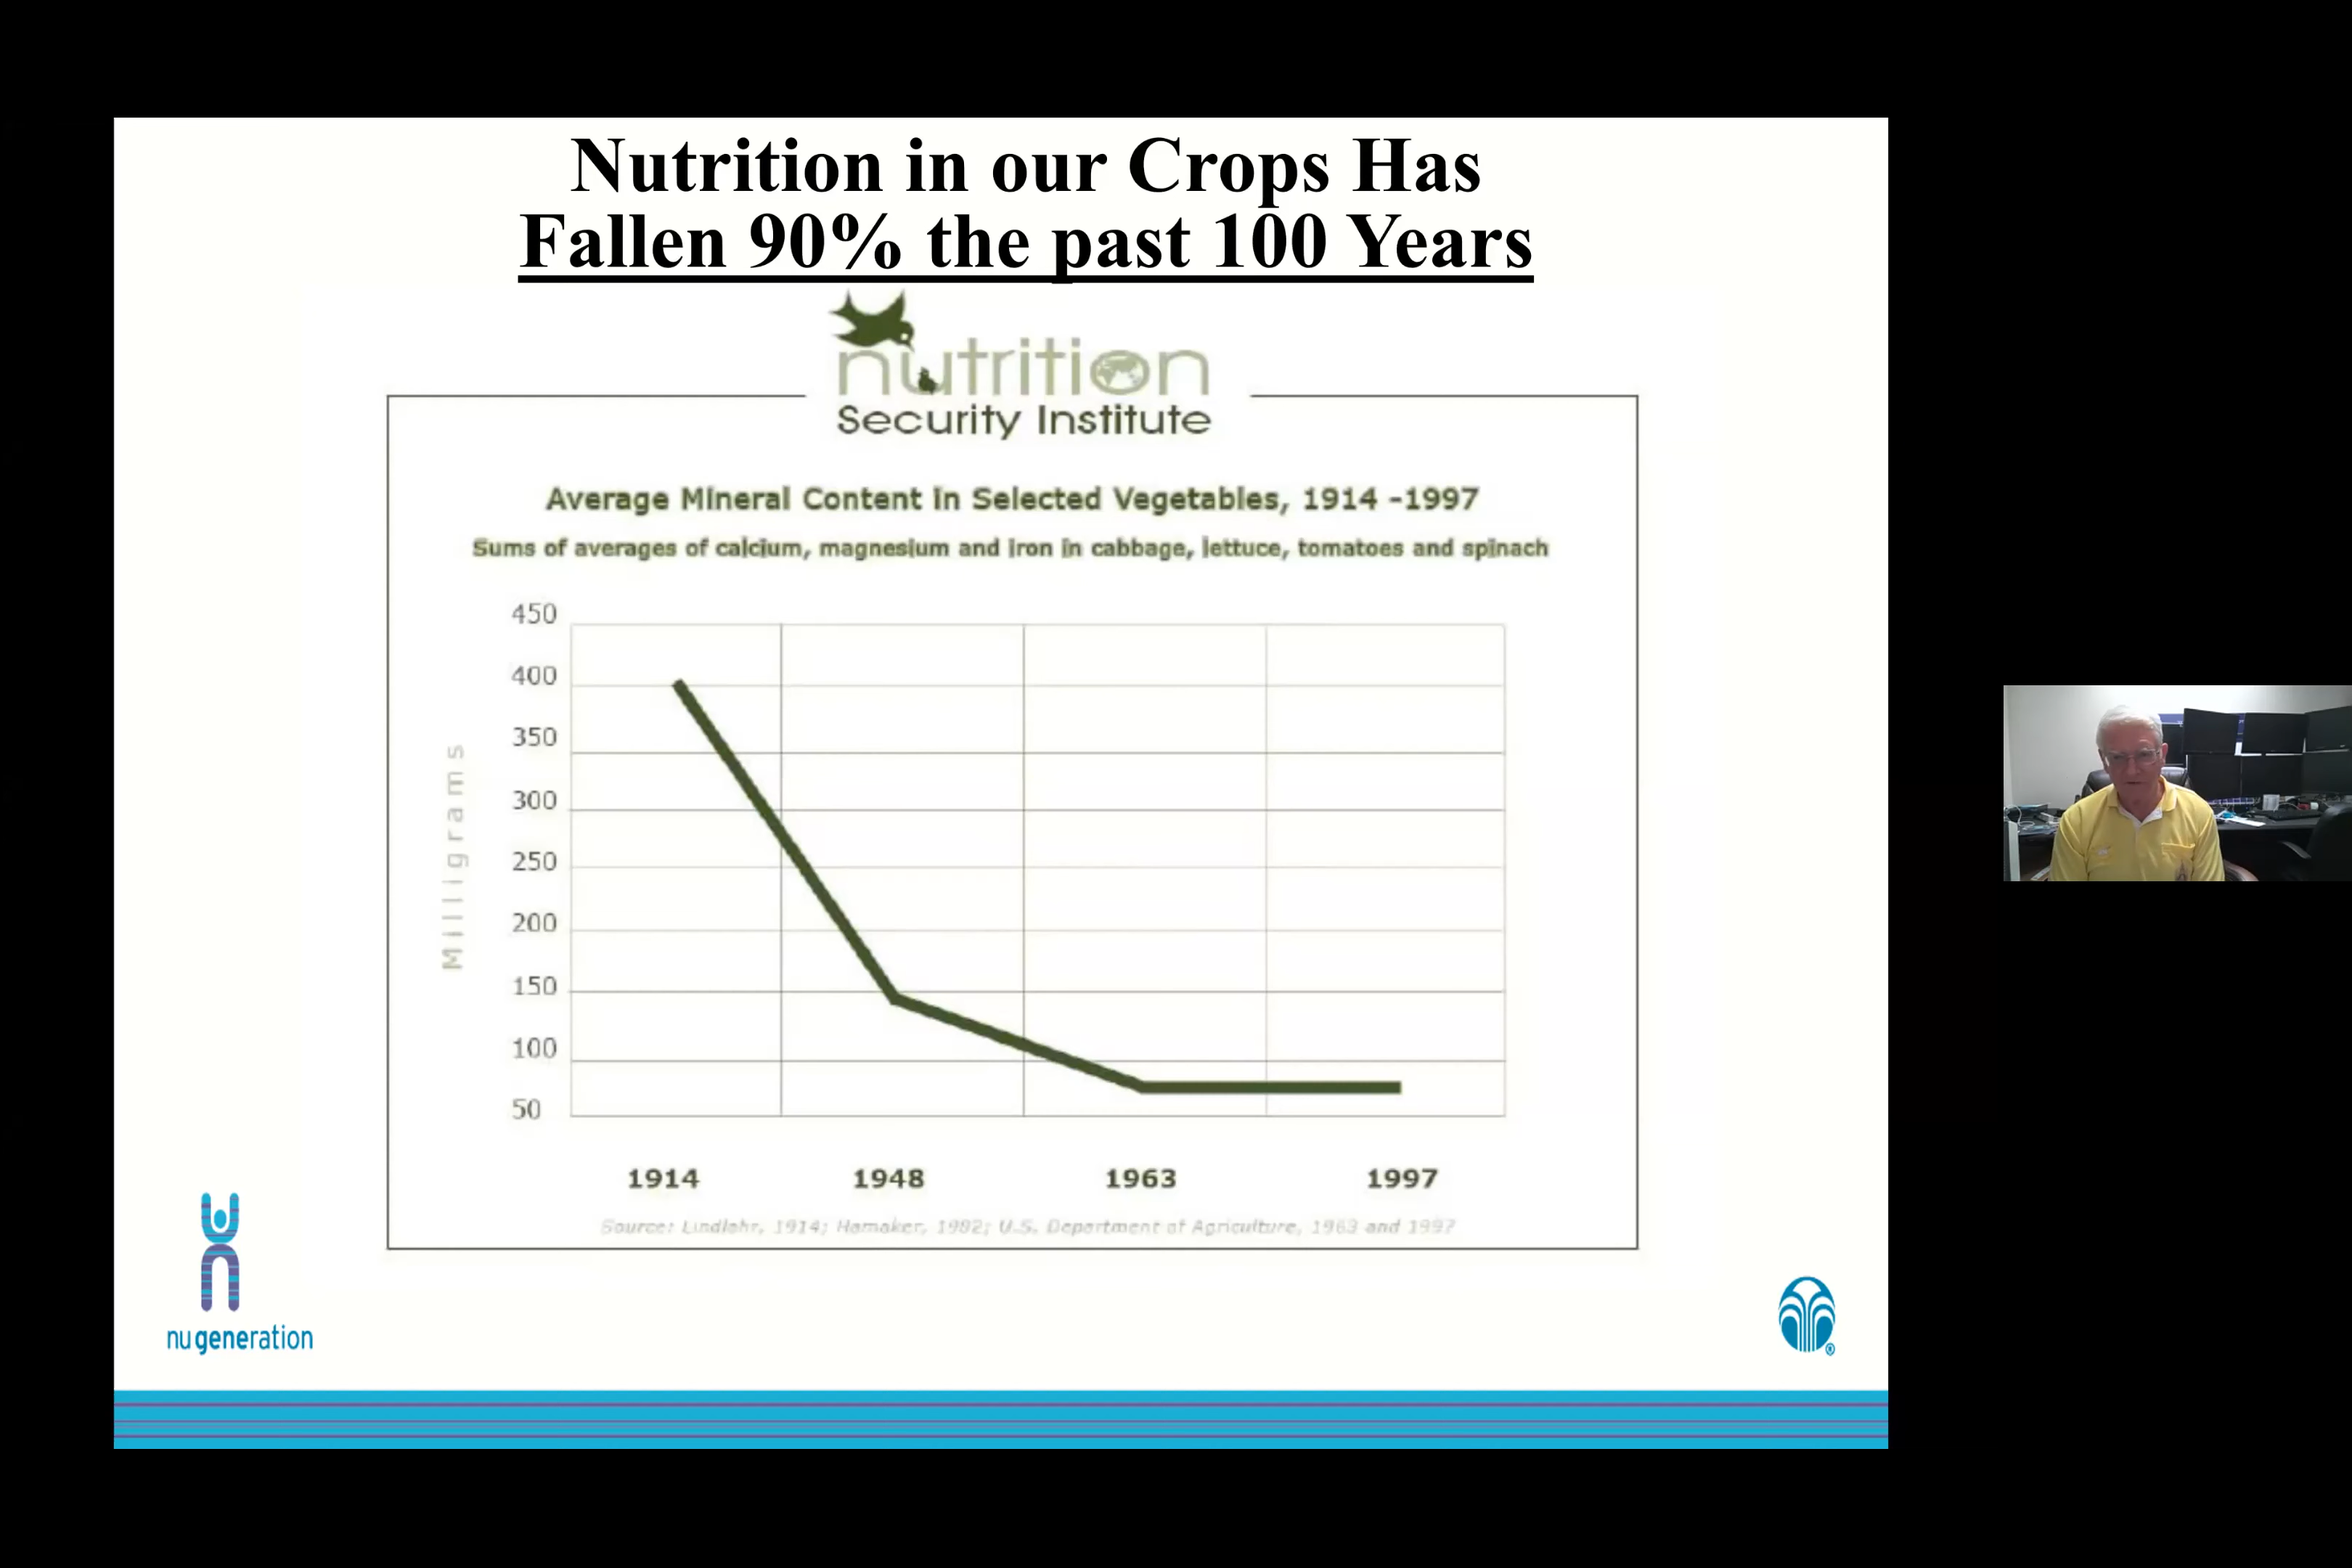 Nutrition in our Crops Has
Fallen 90% the past 100 Years
nutrition
Security Institute
Average Mineral Content in Selected Vegetables, 1914 -1997
Sums of averages of calcium, magnesium and iron in cabbage, lettuce, tomatoes and spinach
Milligrams
450
400
350
300
250
200
150
100
50
1914 1948 1963 1997
Source: Lindlahr, 1914; Hamaker, 1982; U.S. Department of Agriculture, 1963 and 1997
nugeneration
®